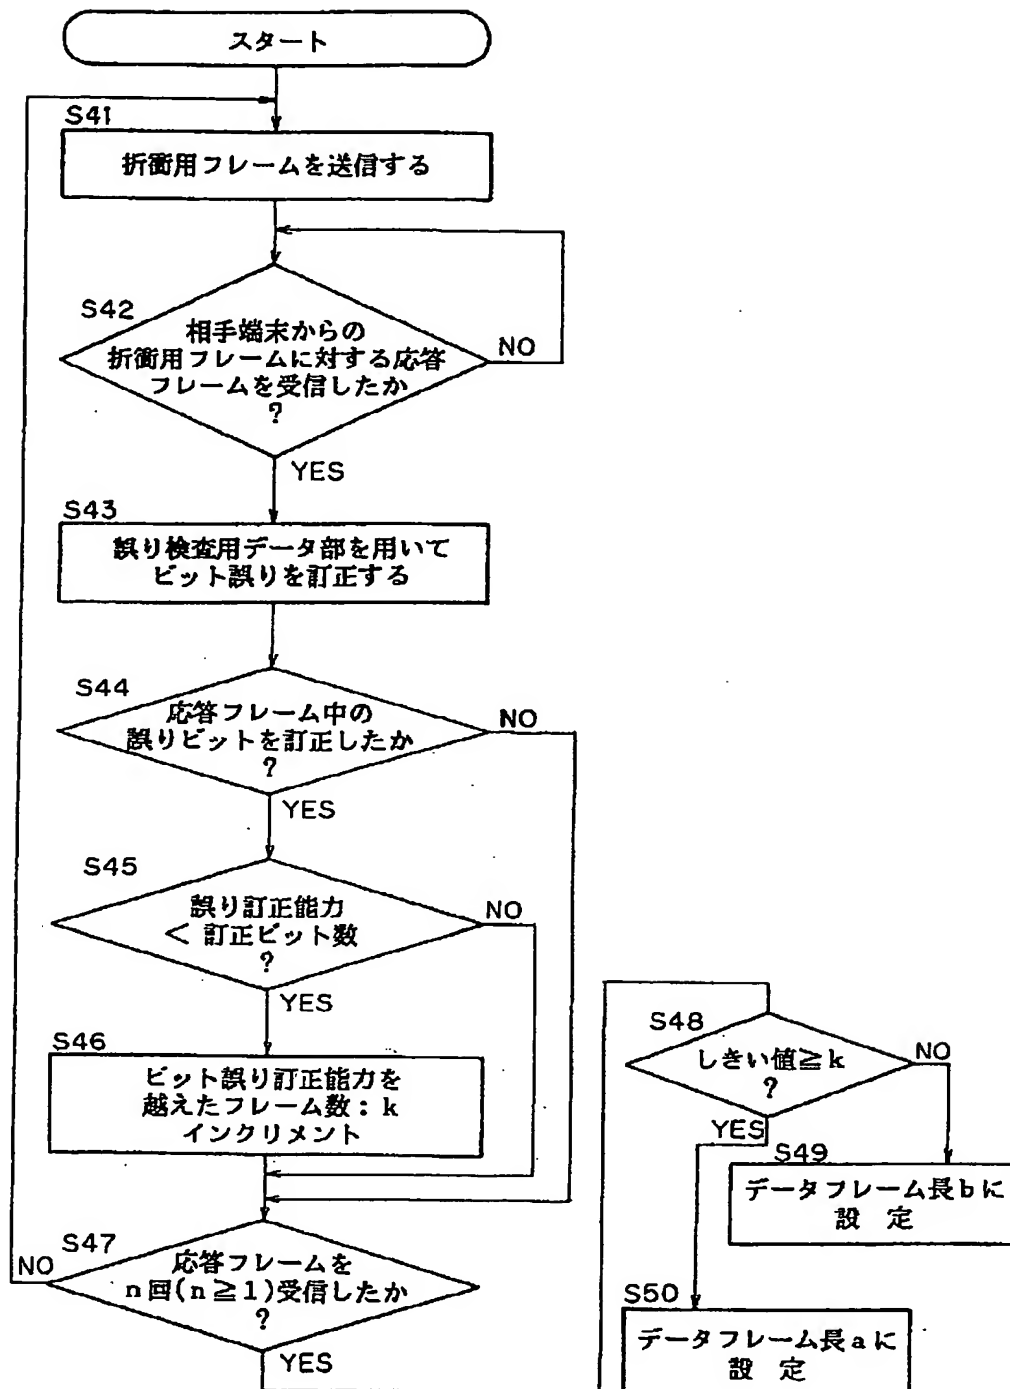 スタート
S41
折衝用フレームを送信する
S42
相手端末からの
折衝用フレームに対する応答
フレームを受信したか
?
NO
YES
S43
誤り検査用データ部を用いて
ビット誤りを訂正する
S44
応答フレーム中の
誤りビットを訂正したか
?
NO
YES
S45
誤り訂正能力
< 訂正ビット数
?
NO
YES
S46
ビット誤り訂正能力を
越えたフレーム数:k
インクリメント
S47
応答フレームを
n回(n≧1)受信したか
?
NO
YES
S48
しきい値≧k
?
NO
YES
S49
データフレーム長bに
設 定
S50
データフレーム長aに
設 定